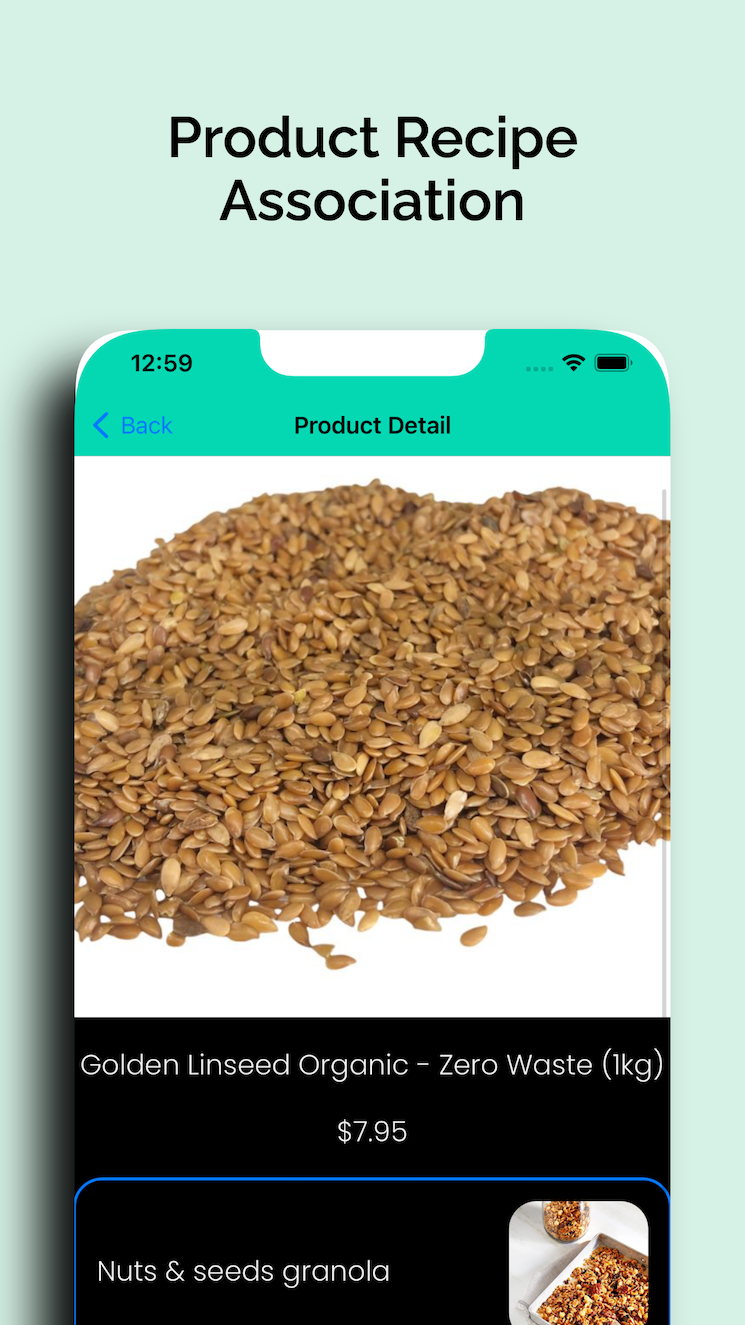 Product Recipe
Association
12:59
Back
Product Detail
Golden Linseed Organic - Zero Waste (1kg)
$7.95
Nuts & seeds granola